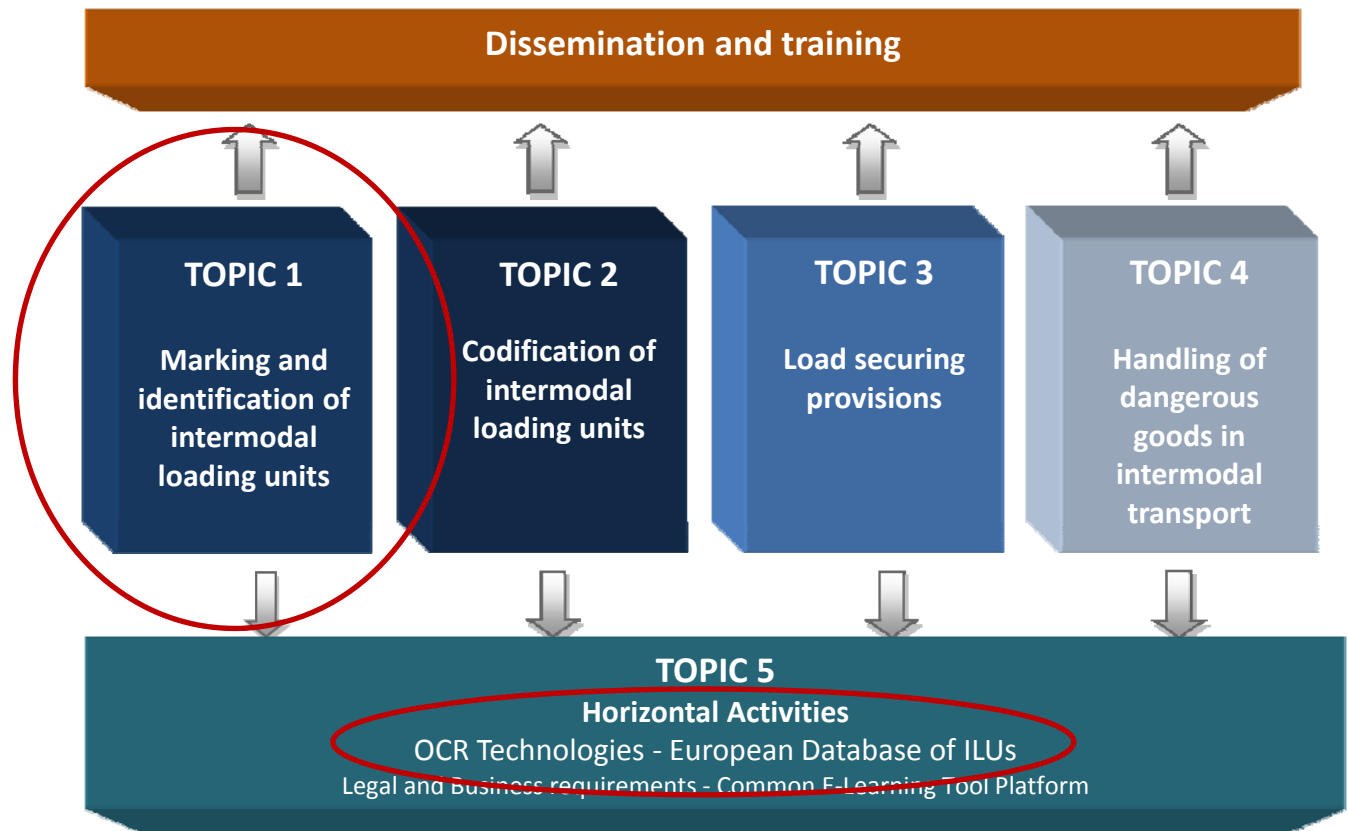 Dissemination and training
TOPIC 1
Marking and
identification of
intermodal
loading units
TOPIC 2
Codification of
intermodal
loading units
TOPIC 3
Load securing
provisions
TOPIC 4
Handling of
dangerous
goods in
intermodal
transport
TOPIC 5
Horizontal Activities
OCR Technologies - European Database of ILUs
Legal and Business requirements - Common E-Learning Tool Platform